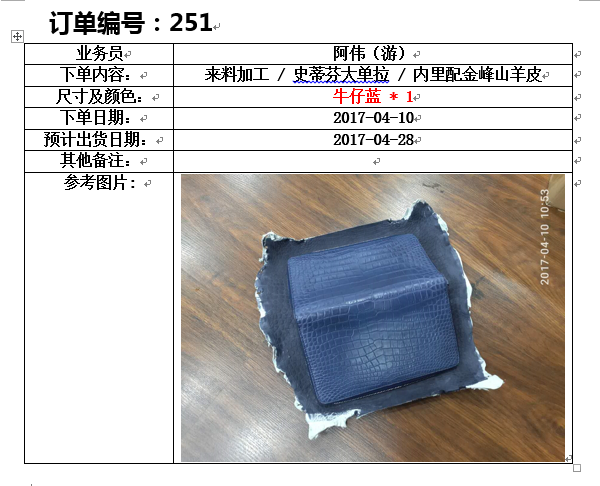 订单编号：251
业务员 阿伟（游）
下单内容： 来料加工 / 史蒂芬大单拉 / 内里配金峰山羊皮
尺寸及颜色： 牛仔蓝 * 1
下单日期： 2017-04-10
预计出货日期： 2017-04-28
其他备注：
参考图片：
2017-04-10 10:53